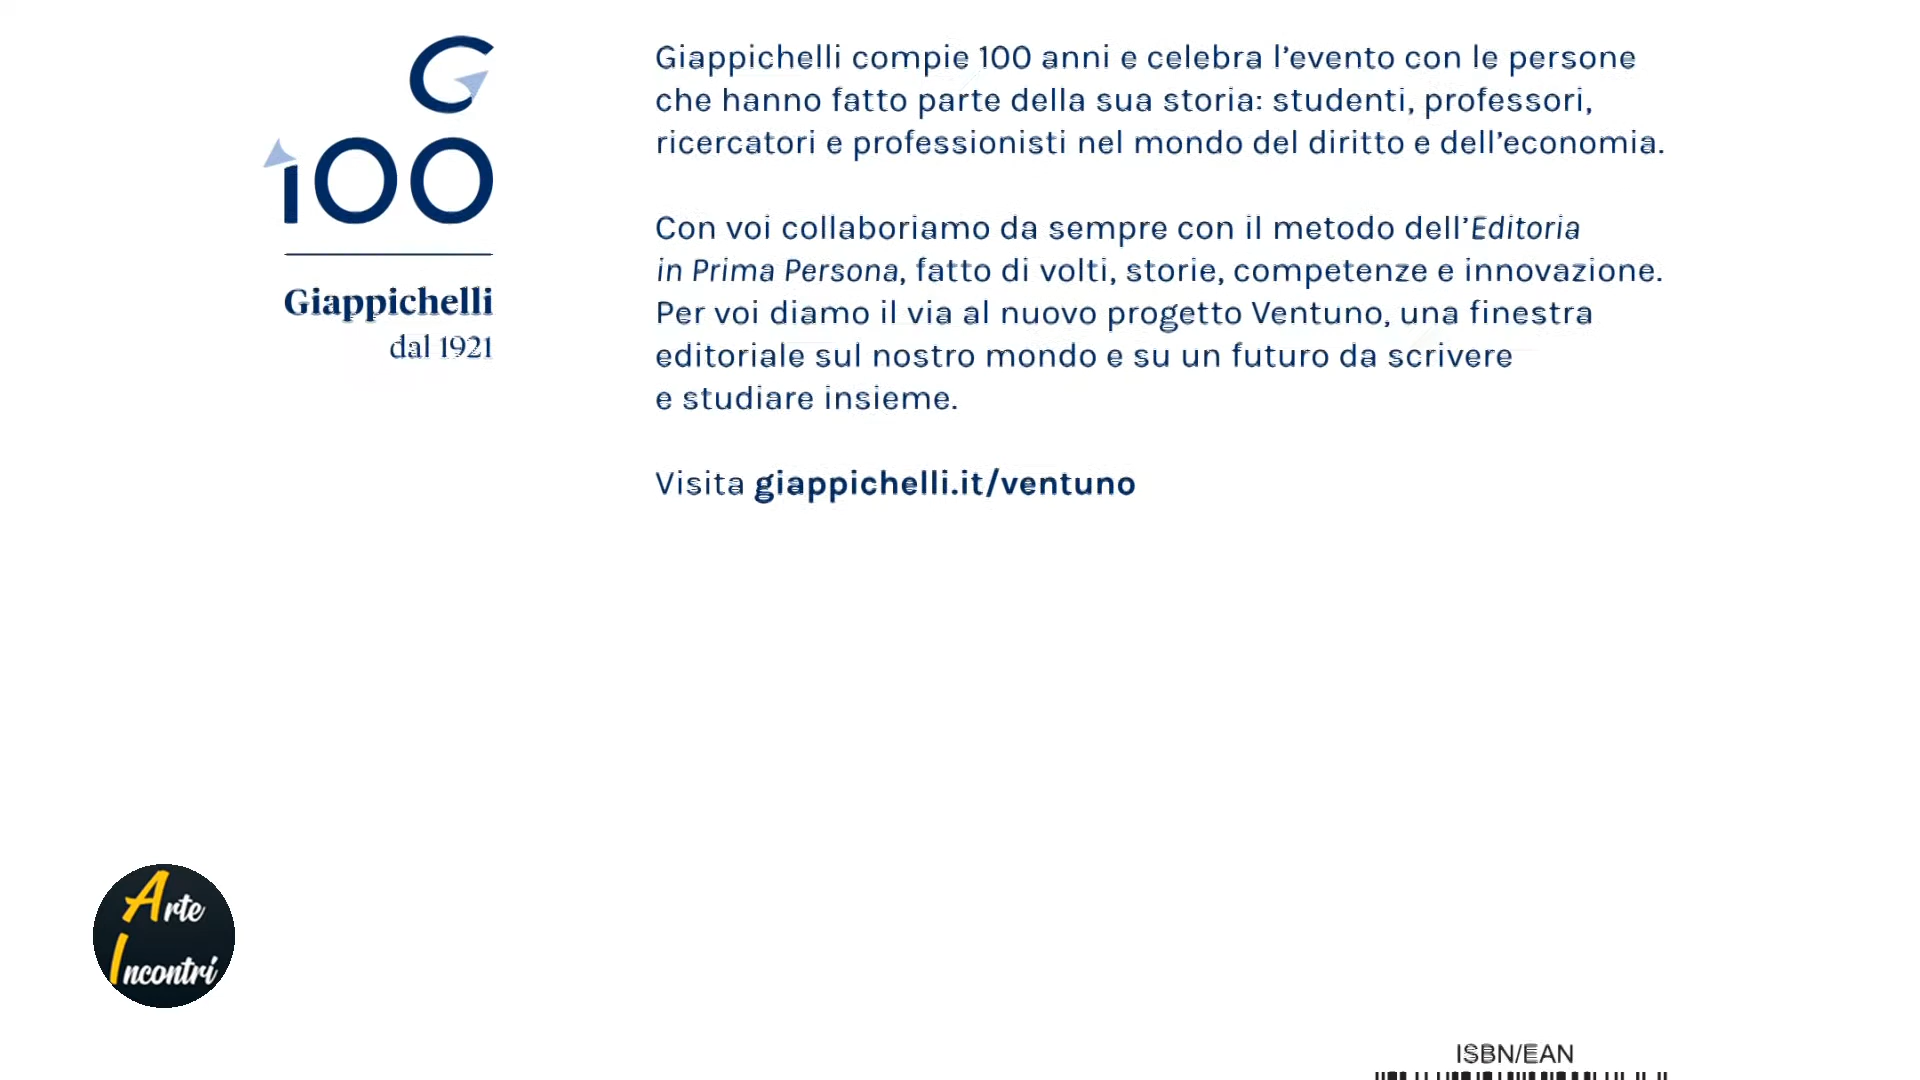 G
100
Giappichelli
dal 1921
Giappichelli compie 100 anni e celebra l’evento con le persone
che hanno fatto parte della sua storia: studenti, professori,
ricercatori e professionisti nel mondo del diritto e dell’economia.
Con voi collaboriamo da sempre con il metodo dell’Editoria
in Prima Persona, fatto di volti, storie, competenze e innovazione.
Per voi diamo il via al nuovo progetto Ventuno, una finestra
editoriale sul nostro mondo e su un futuro da scrivere
e studiare insieme.
Visita giappichelli.it/ventuno
Arte
Incontri
ISBN/EAN